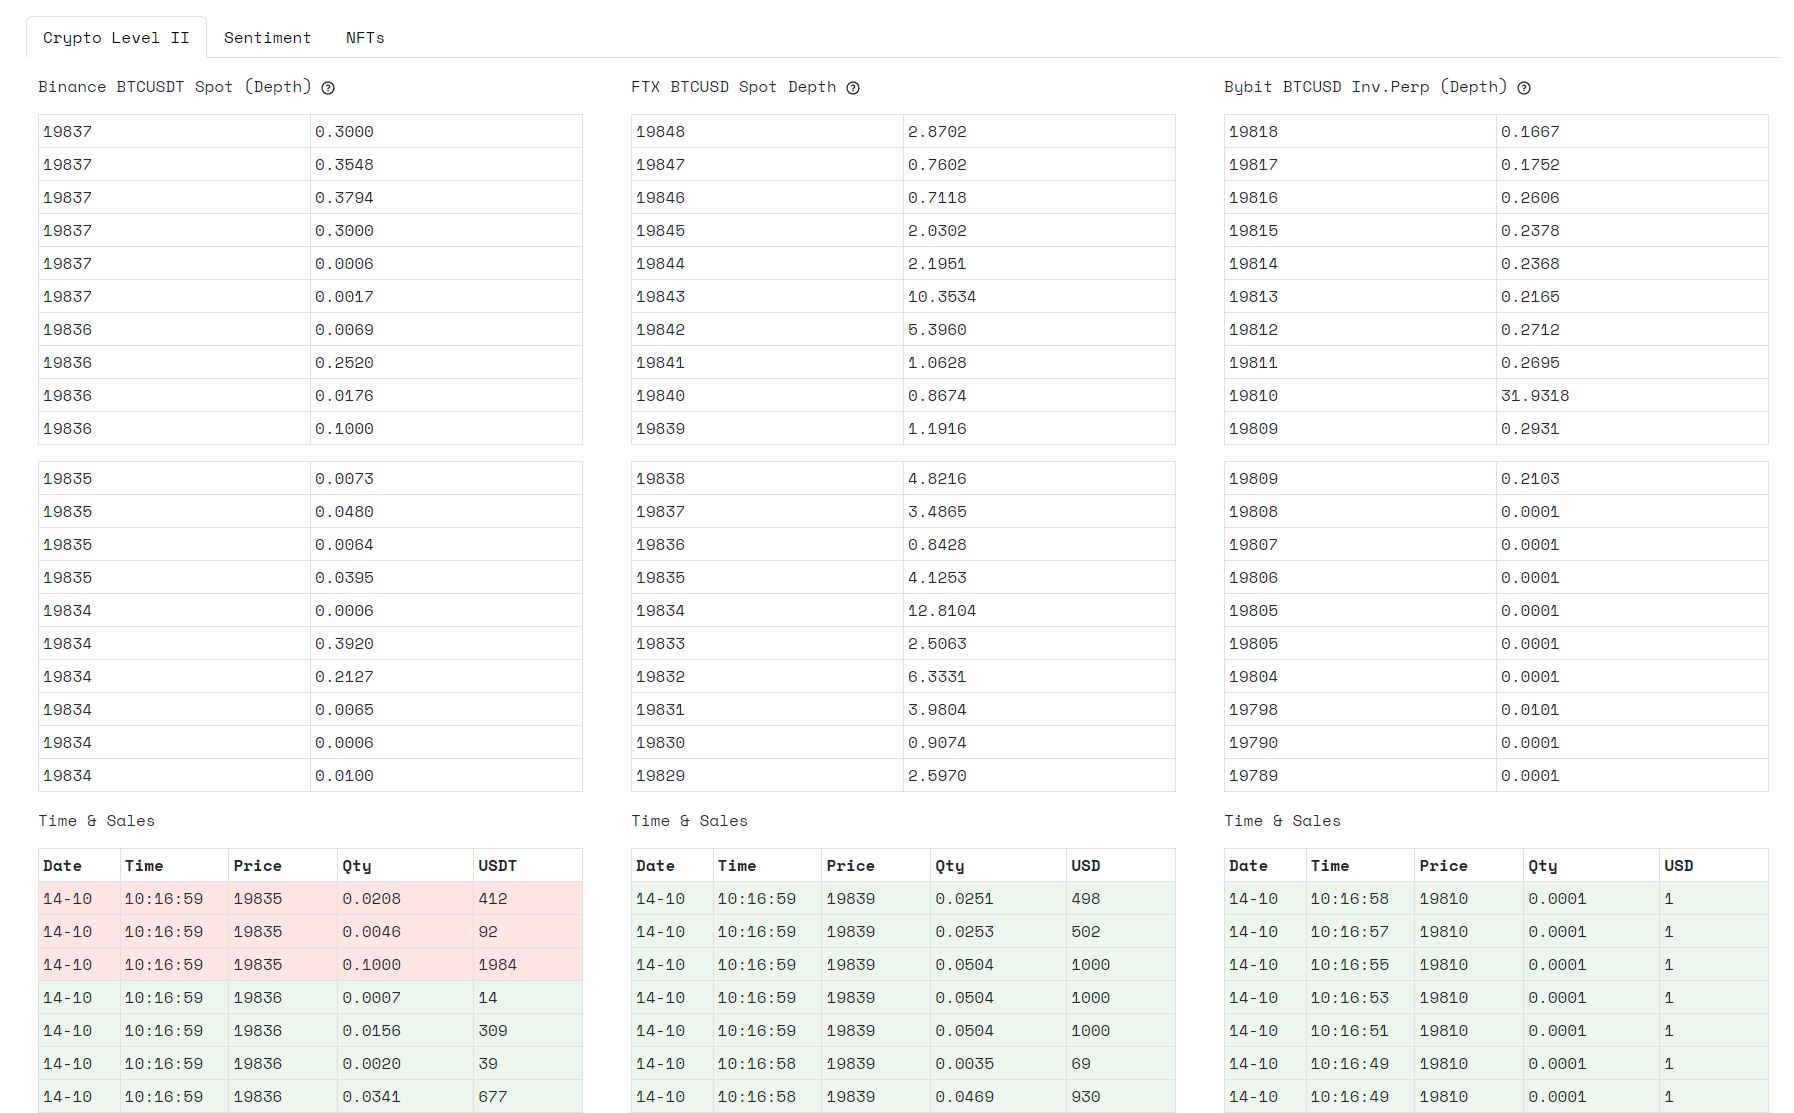 Crypto Level II Sentiment NFTs
Binance BTCUSDT Spot (Depth)
19837 0.3000
19837 0.3548
19837 0.3794
19837 0.3000
19837 0.0006
19837 0.0017
19836 0.0069
19836 0.2520
19836 0.0176
19836 0.1000
19835 0.0073
19835 0.0480
19835 0.0064
19835 0.0395
19834 0.0006
19834 0.3920
19834 0.2127
19834 0.0065
19834 0.0006
19834 0.0100
Time & Sales
Date Time Price Qty USDT
14-10 10:16:59 19835 0.0208 412
14-10 10:16:59 19835 0.0046 92
14-10 10:16:59 19835 0.1000 1984
14-10 10:16:59 19836 0.0007 14
14-10 10:16:59 19836 0.0156 309
14-10 10:16:59 19836 0.0020 39
14-10 10:16:59 19836 0.0341 677
FTX BTCUSD Spot Depth
19848 2.8702
19847 0.7602
19846 0.7118
19845 2.0302
19844 2.1951
19843 10.3534
19842 5.3960
19841 1.0628
19840 0.8674
19839 1.1916
19838 4.8216
19837 3.4865
19836 0.8428
19835 4.1253
19834 12.8104
19833 2.5063
19832 6.3331
19831 3.9804
19830 0.9074
19829 2.5970
Time & Sales
Date Time Price Qty USD
14-10 10:16:59 19839 0.0251 498
14-10 10:16:59 19839 0.0253 502
14-10 10:16:59 19839 0.0504 1000
14-10 10:16:59 19839 0.0504 1000
14-10 10:16:59 19839 0.0504 1000
14-10 10:16:58 19839 0.0035 69
14-10 10:16:58 19839 0.0469 930
Bybit BTCUSD Inv.Perp (Depth)
19818 0.1667
19817 0.1752
19816 0.2606
19815 0.2378
19814 0.2368
19813 0.2165
19812 0.2712
19811 0.2695
19810 31.9318
19809 0.2931
19809 0.2103
19808 0.0001
19807 0.0001
19806 0.0001
19805 0.0001
19805 0.0001
19804 0.0001
19798 0.0101
19790 0.0001
19789 0.0001
Time & Sales
Date Time Price Qty USD
14-10 10:16:58 19810 0.0001 1
14-10 10:16:57 19810 0.0001 1
14-10 10:16:55 19810 0.0001 1
14-10 10:16:53 19810 0.0001 1
14-10 10:16:51 19810 0.0001 1
14-10 10:16:49 19810 0.0001 1
14-10 10:16:49 19810 0.0001 1